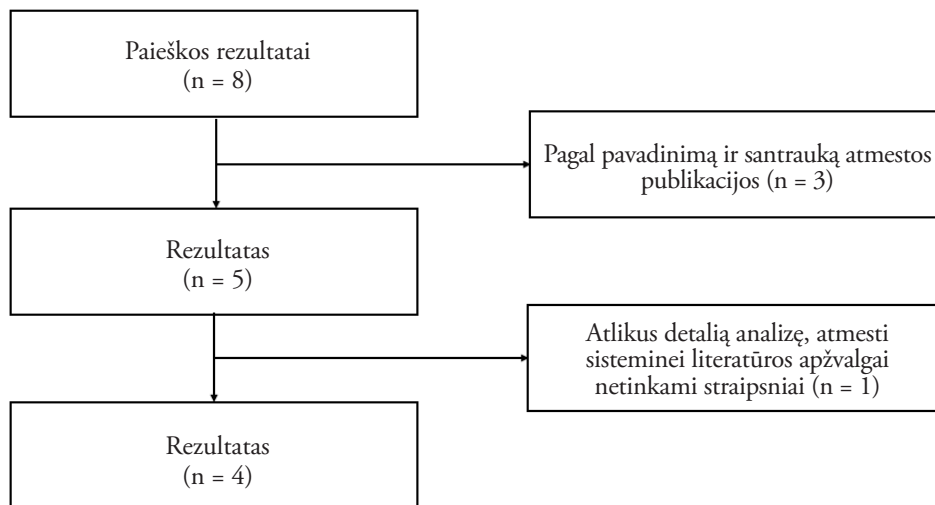 Paieškos rezultatai
(n = 8)
Pagal pavadinimą ir santrauką atmestos
publikacijos (n = 3)
Rezultatas
(n = 5)
Atlikus detalią analizę, atmesti
sisteminei literatūros apžvalgai
netinkami straipsniai (n = 1)
Rezultatas
(n = 4)